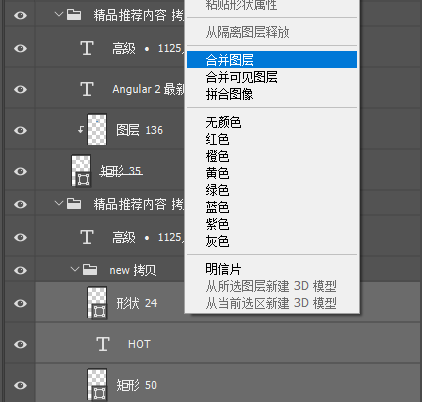 粘贴形状属性
精品推荐内容 拷
从隔离图层释放
高级 • 1125
合并图层
合并可见图层
拼合图像
Angular 2 最新
无颜色
红色
橙色
黄色
绿色
蓝色
紫色
灰色
图层 136
矩形 35
精品推荐内容 拷
高级 • 1125
new 拷贝
明信片
从所选图层新建 3D 模型
从当前选区新建 3D 模型
形状 24
HOT
矩形 50